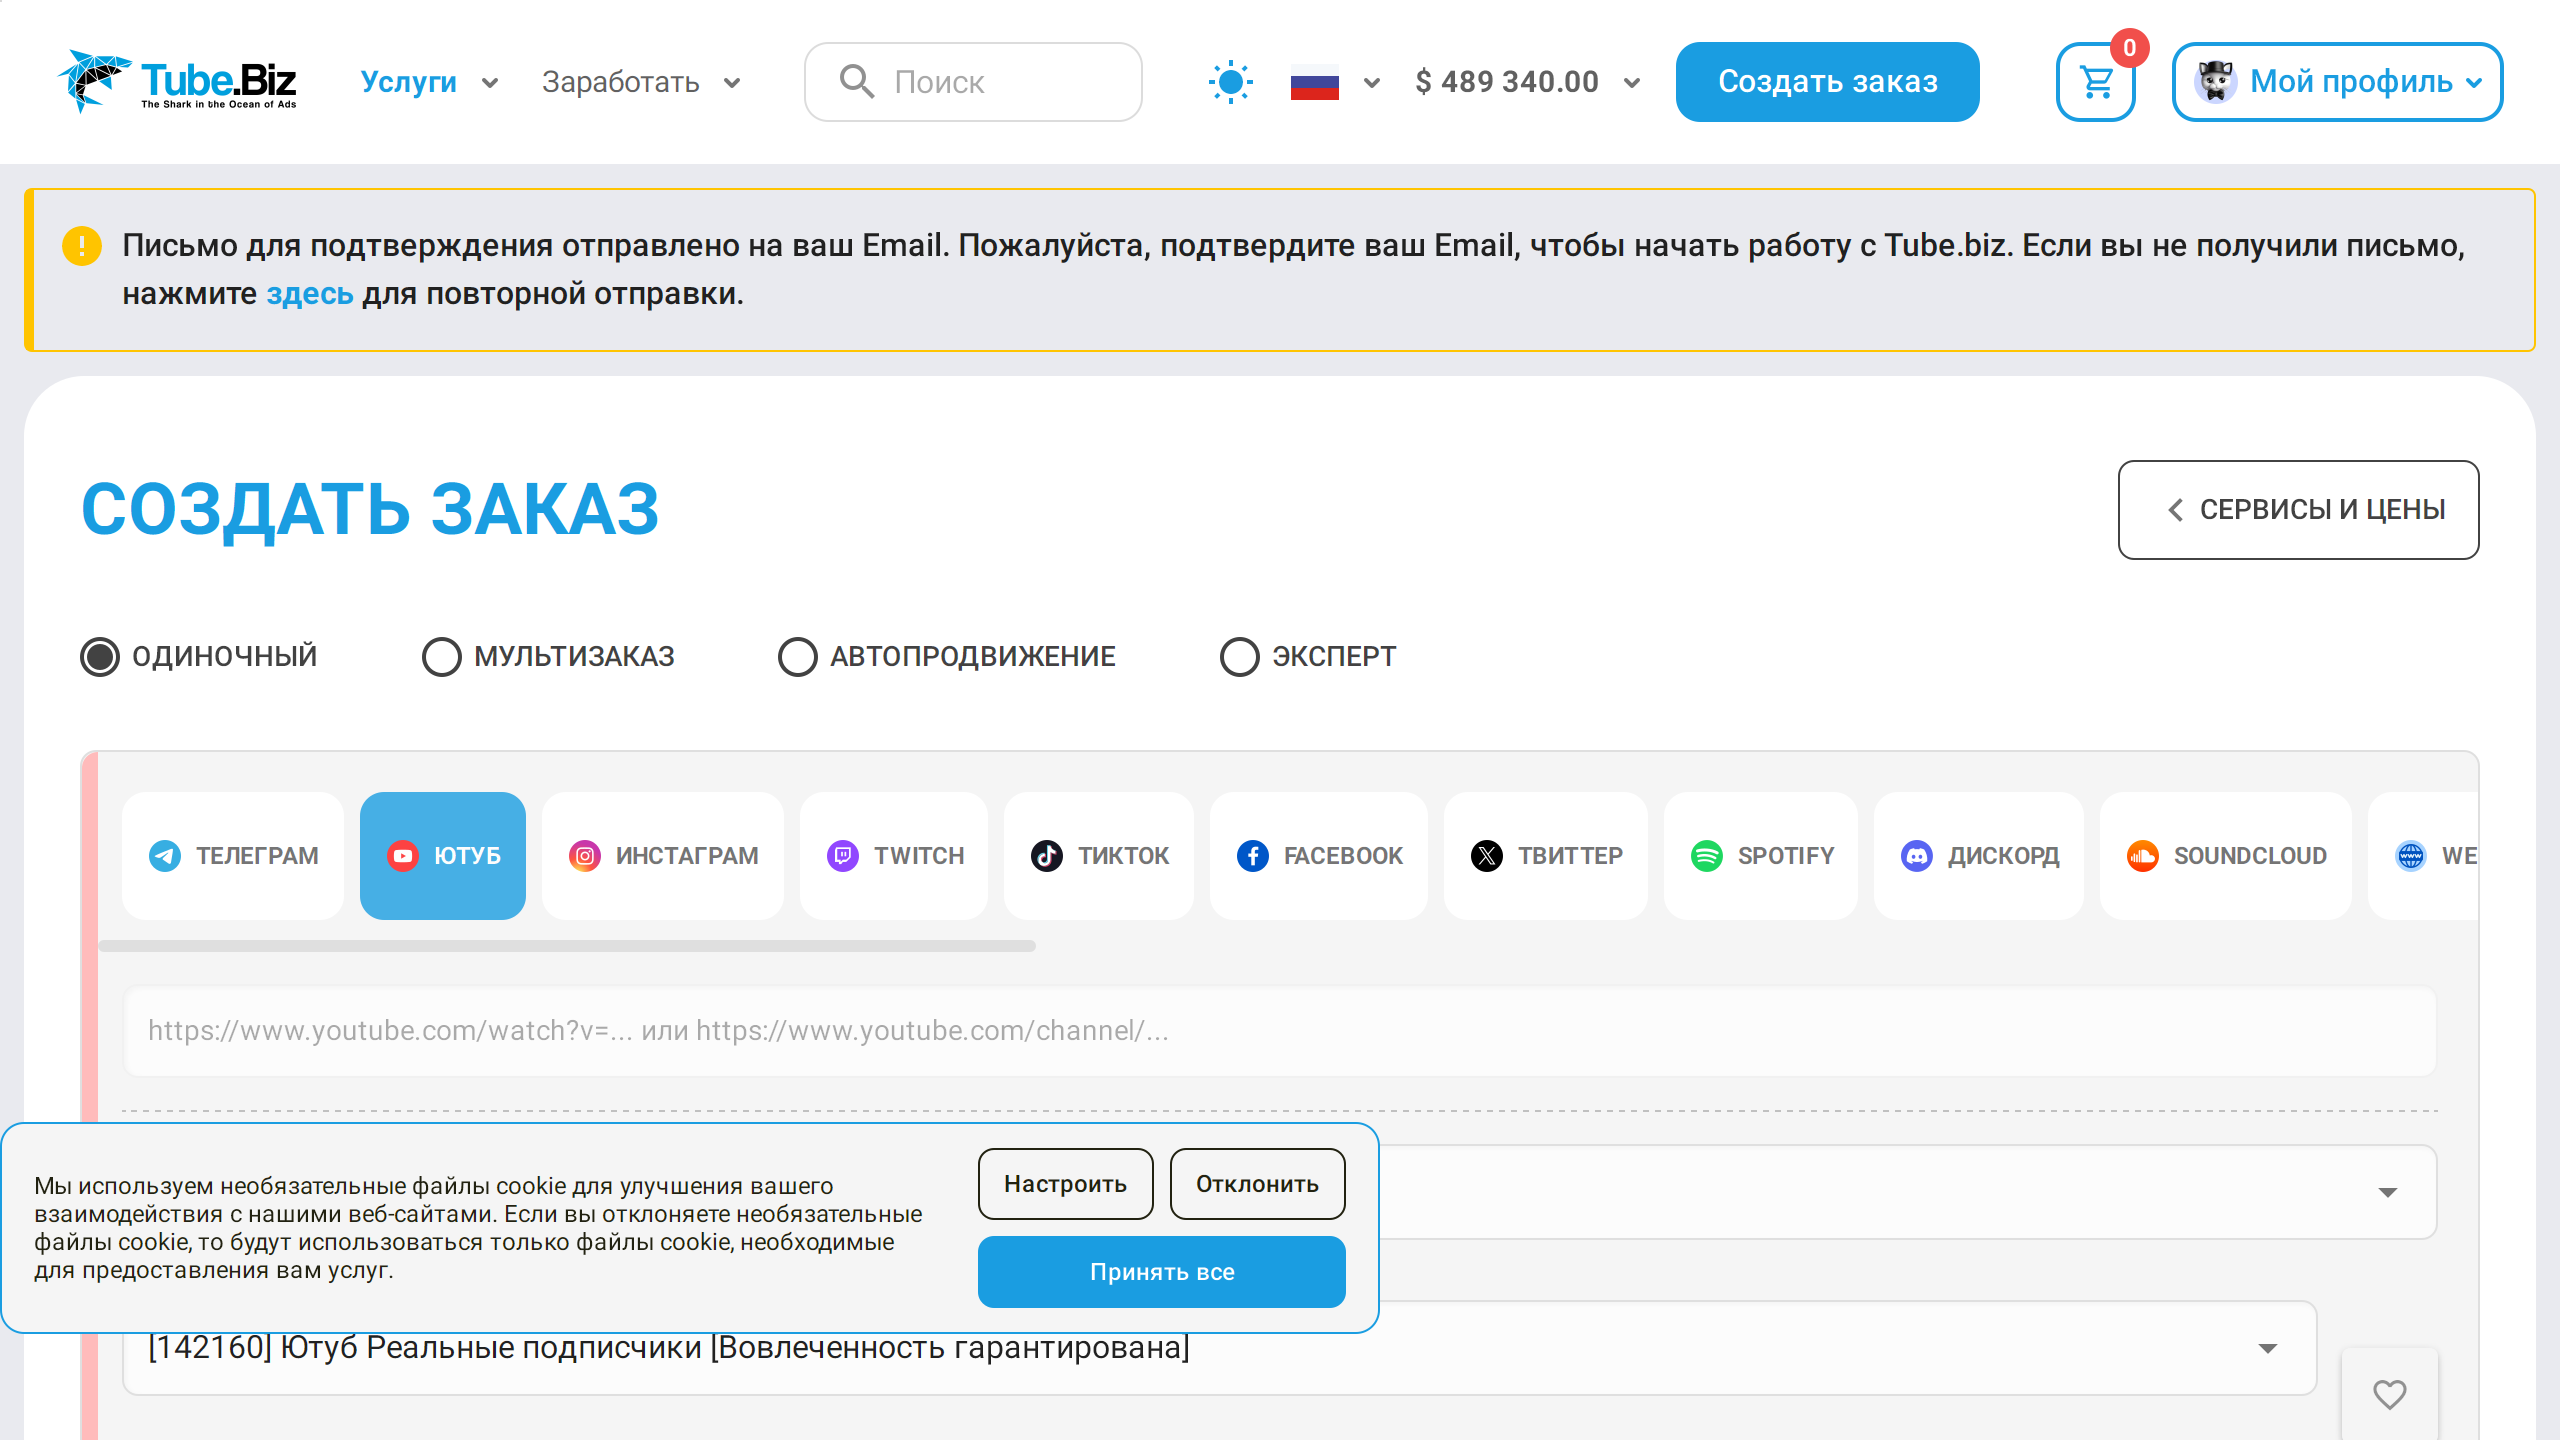 Tube.Biz
The Shark in the Ocean of Ads
Услуги
Заработать
Поиск
$ 489 340.00
Создать заказ
0
Мой профиль
Письмо для подтверждения отправлено на ваш Email. Пожалуйста, подтвердите ваш Email, чтобы начать работу с Tube.biz. Если вы не получили письмо,
нажмите здесь для повторной отправки.
СОЗДАТЬ ЗАКАЗ
СЕРВИСЫ И ЦЕНЫ
ОДИНОЧНЫЙ
МУЛЬТИЗАКАЗ
АВТОПРОДВИЖЕНИЕ
ЭКСПЕРТ
ТЕЛЕГРАМ
ЮТУБ
ИНСТАГРАМ
TWITCH
ТИКТОК
FACEBOOK
ТВИТТЕР
SPOTIFY
ДИСКОРД
SOUNDCLOUD
WE
https://www.youtube.com/watch?v=... или https://www.youtube.com/channel/...
Мы используем необязательные файлы cookie для улучшения вашего
взаимодействия с нашими веб-сайтами. Если вы отклоняете необязательные
файлы cookie, то будут использоваться только файлы cookie, необходимые
для предоставления вам услуг.
Настроить
Отклонить
Принять все
[142160] Ютуб Реальные подписчики [Вовлеченность гарантирована]